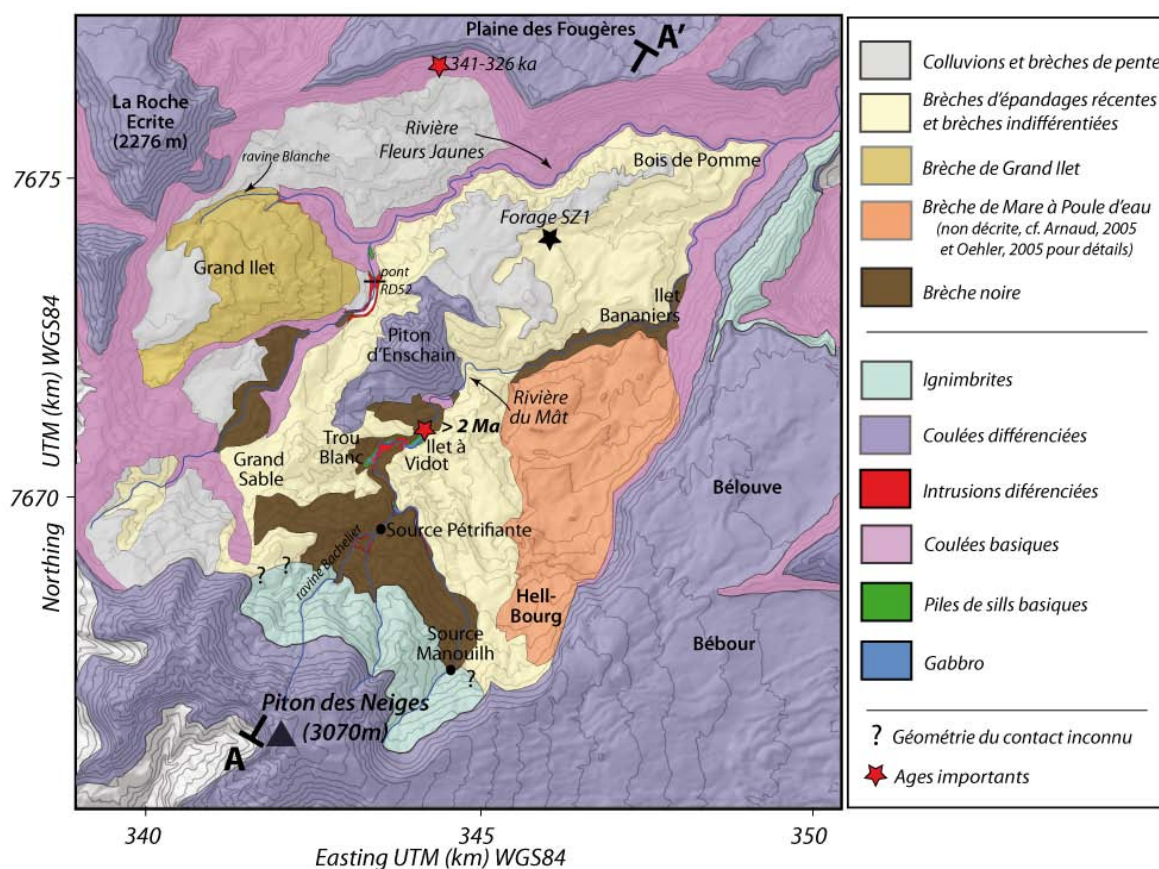 Plaine des Fougères
A'
341-326 ka
La Roche
Ecrite
(2276 m)
Rivière
Fleurs Jaunes
ravine Blanche
Bois de Pomme
Forage SZ1
Grand Ilet
pont
RD52
Ilet
Bananiers
Piton
d'Enschain
Rivière
du Mât
> 2 Ma
Trou
Blanc
Ilet à
Vidot
Grand
Sable
Bélouve
Source Pétrifiante
ravine Bachelier
? ?
Hell-
Bourg
Source
Manouilh
?
Bébour
Piton des Neiges
(3070m)
A
7675
7670
Northing UTM (km) WGS84
340 345 350
Easting UTM (km) WGS84
Colluvions et brèches de pente
Brèches d'épandages récentes
et brèches indifférentiées
Brèche de Grand Ilet
Brèche de Mare à Poule d'eau
(non décrite, cf. Arnaud, 2005
et Oehler, 2005 pour détails)
Brèche noire
Ignimbrites
Coulées différenciées
Intrusions diférenciées
Coulées basiques
Piles de sills basiques
Gabbro
? Géométrie du contact inconnu
Ages importants